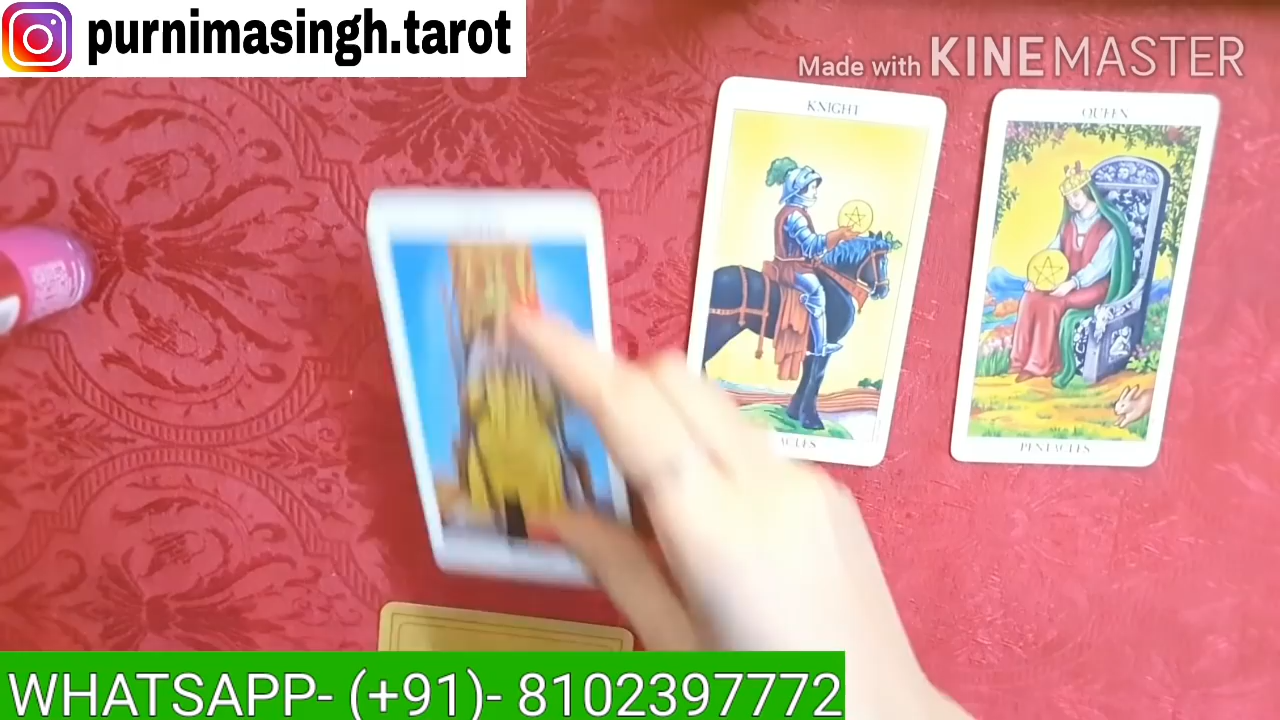 purnimasingh.tarot
Made with KINEMASTER
KNIGHT
QUEEN
PENTACLES
WHATSAPP- (+91)- 8102397772